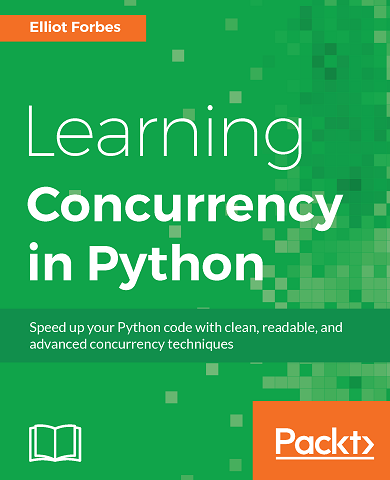 Elliot Forbes
Learning
Concurrency
in Python
Speed up your Python code with clean, readable, and
advanced concurrency techniques
Packt>